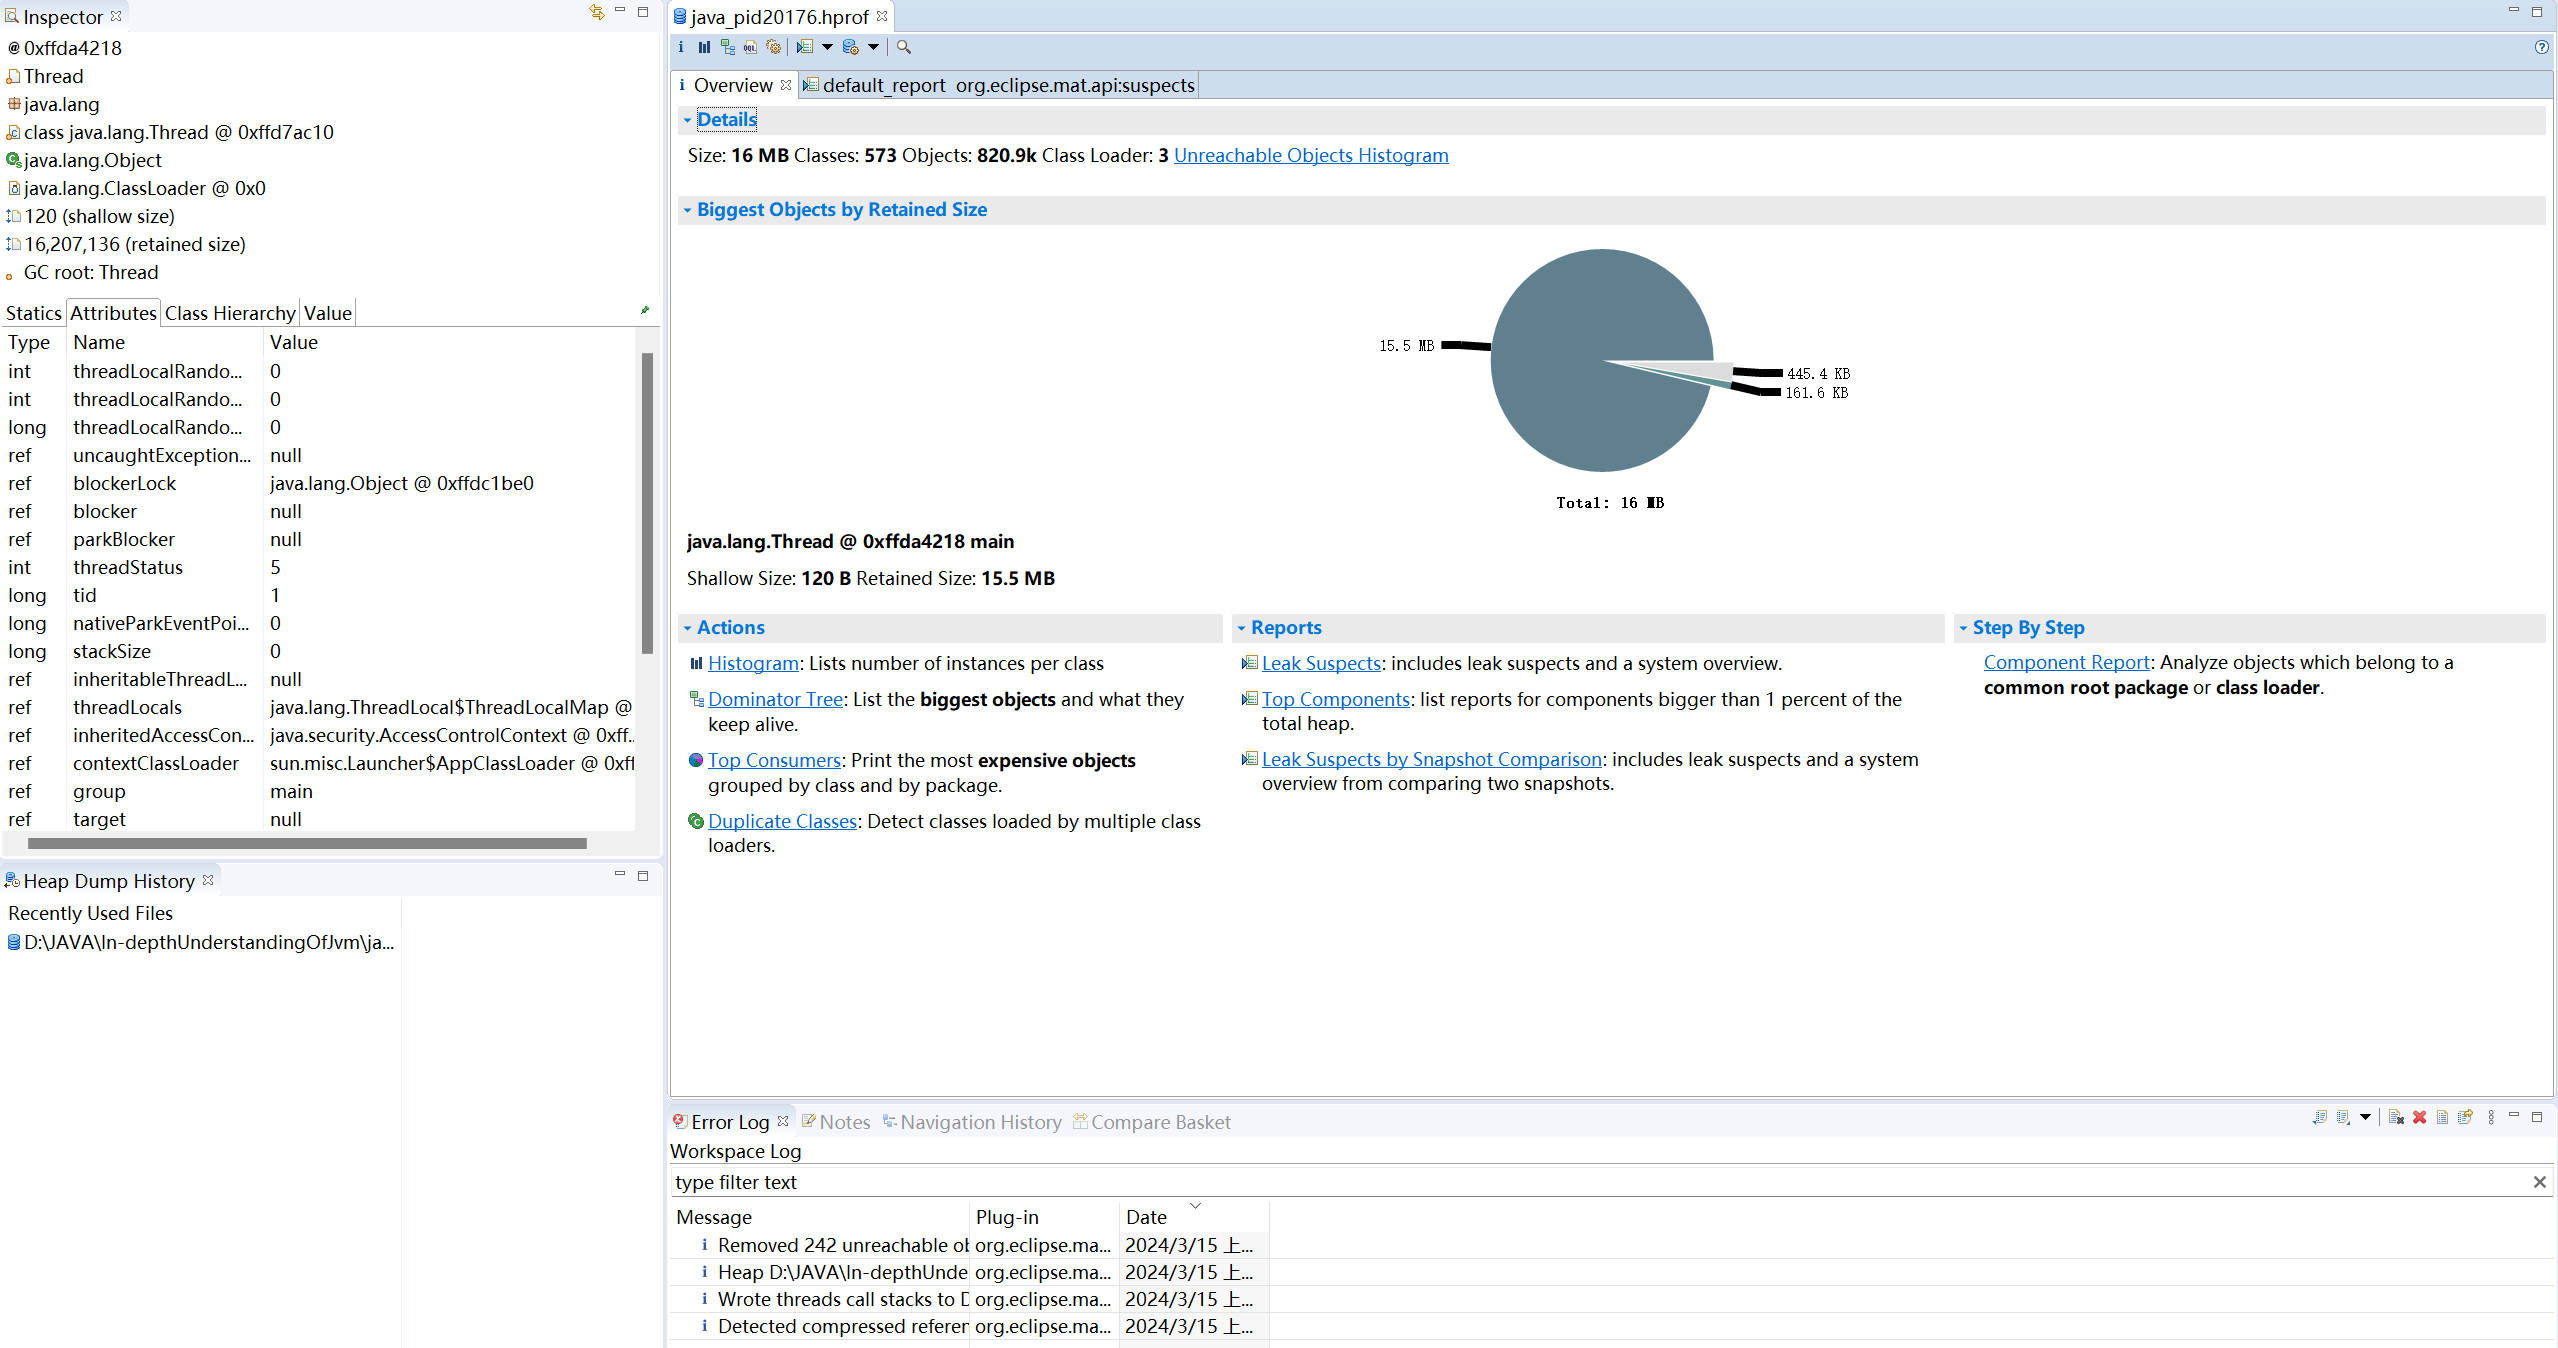 Inspector
@ 0xffda4218
Thread
java.lang
class java.lang.Thread @ 0xffd7ac10
java.lang.Object
java.lang.ClassLoader @ 0x0
120 (shallow size)
16,207,136 (retained size)
GC root: Thread
Statics Attributes Class Hierarchy Value
Type Name Value
int threadLocalRando... 0
int threadLocalRando... 0
long threadLocalRando... 0
ref uncaughtException... null
ref blockerLock java.lang.Object @ 0xffdc1be0
ref blocker null
ref parkBlocker null
int threadStatus 5
long tid 1
long nativeParkEventPoi... 0
long stackSize 0
ref inheritableThreadL... null
ref threadLocals java.lang.ThreadLocal$ThreadLocalMap @
ref inheritedAccessCon... java.security.AccessControlContext @ 0xff..
ref contextClassLoader sun.misc.Launcher$AppClassLoader @ 0xff
ref group main
ref target null
Heap Dump History
Recently Used Files
D:\JAVA\In-depthUnderstandingOfJvm\ja...
java_pid20176.hprof
Overview
default_report org.eclipse.mat.api:suspects
Details
Size: 16 MB Classes: 573 Objects: 820.9k Class Loader: 3 Unreachable Objects Histogram
Biggest Objects by Retained Size
15.5 MB
445.4 KB
161.6 KB
Total: 16 MB
java.lang.Thread @ 0xffda4218 main
Shallow Size: 120 B Retained Size: 15.5 MB
Actions
Histogram: Lists number of instances per class
Dominator Tree: List the biggest objects and what they
keep alive.
Top Consumers: Print the most expensive objects
grouped by class and by package.
Duplicate Classes: Detect classes loaded by multiple class
loaders.
Reports
Leak Suspects: includes leak suspects and a system overview.
Top Components: list reports for components bigger than 1 percent of the
total heap.
Leak Suspects by Snapshot Comparison: includes leak suspects and a system
overview from comparing two snapshots.
Step By Step
Component Report: Analyze objects which belong to a
common root package or class loader.
Error Log Notes Navigation History Compare Basket
Workspace Log
type filter text
Message Plug-in Date
Removed 242 unreachable ob org.eclipse.ma... 2024/3/15 上...
Heap D:\JAVA\In-depthUnde org.eclipse.ma... 2024/3/15 上...
Wrote threads call stacks to D org.eclipse.ma... 2024/3/15 上...
Detected compressed referen org.eclipse.ma... 2024/3/15 上...